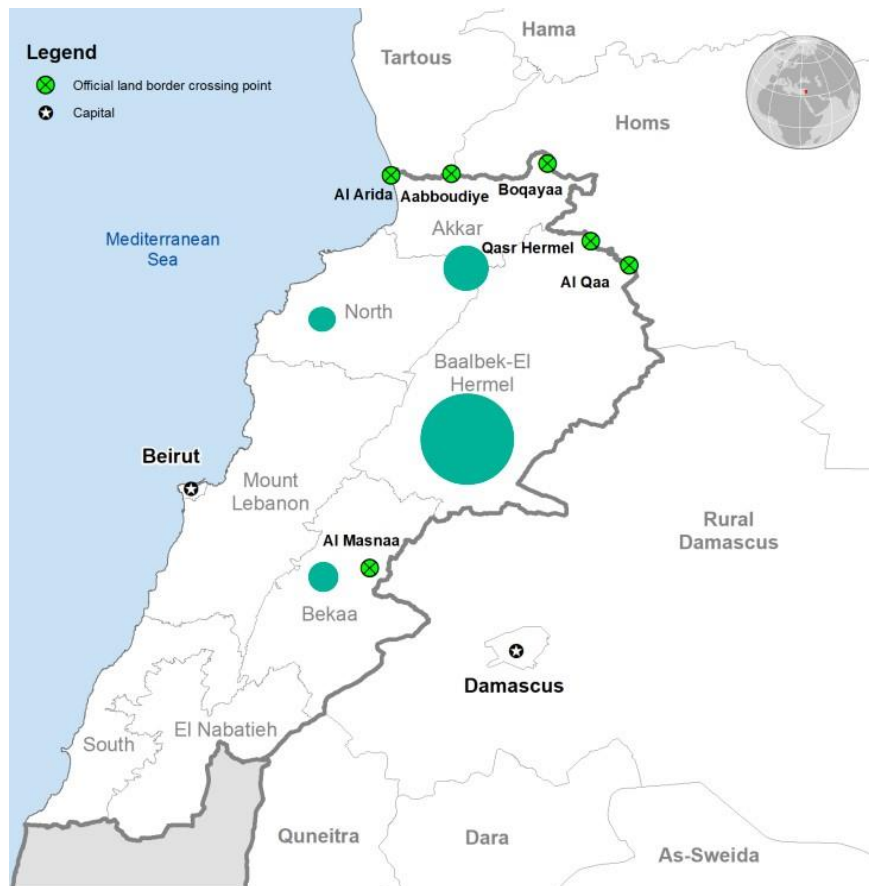 Legend
Official land border crossing point
Capital
Hama
Tartous
Homs
Al Arida
Aabboudiye
Boqayaa
Akkar
Mediterranean
Sea
Qasr Hermel
Al Qaa
North
Baalbek-El
Hermel
Beirut
Mount
Lebanon
Rural
Damascus
Al Masnaa
Bekaa
Damascus
El Nabatieh
South
Quneitra
Dara
As-Sweida